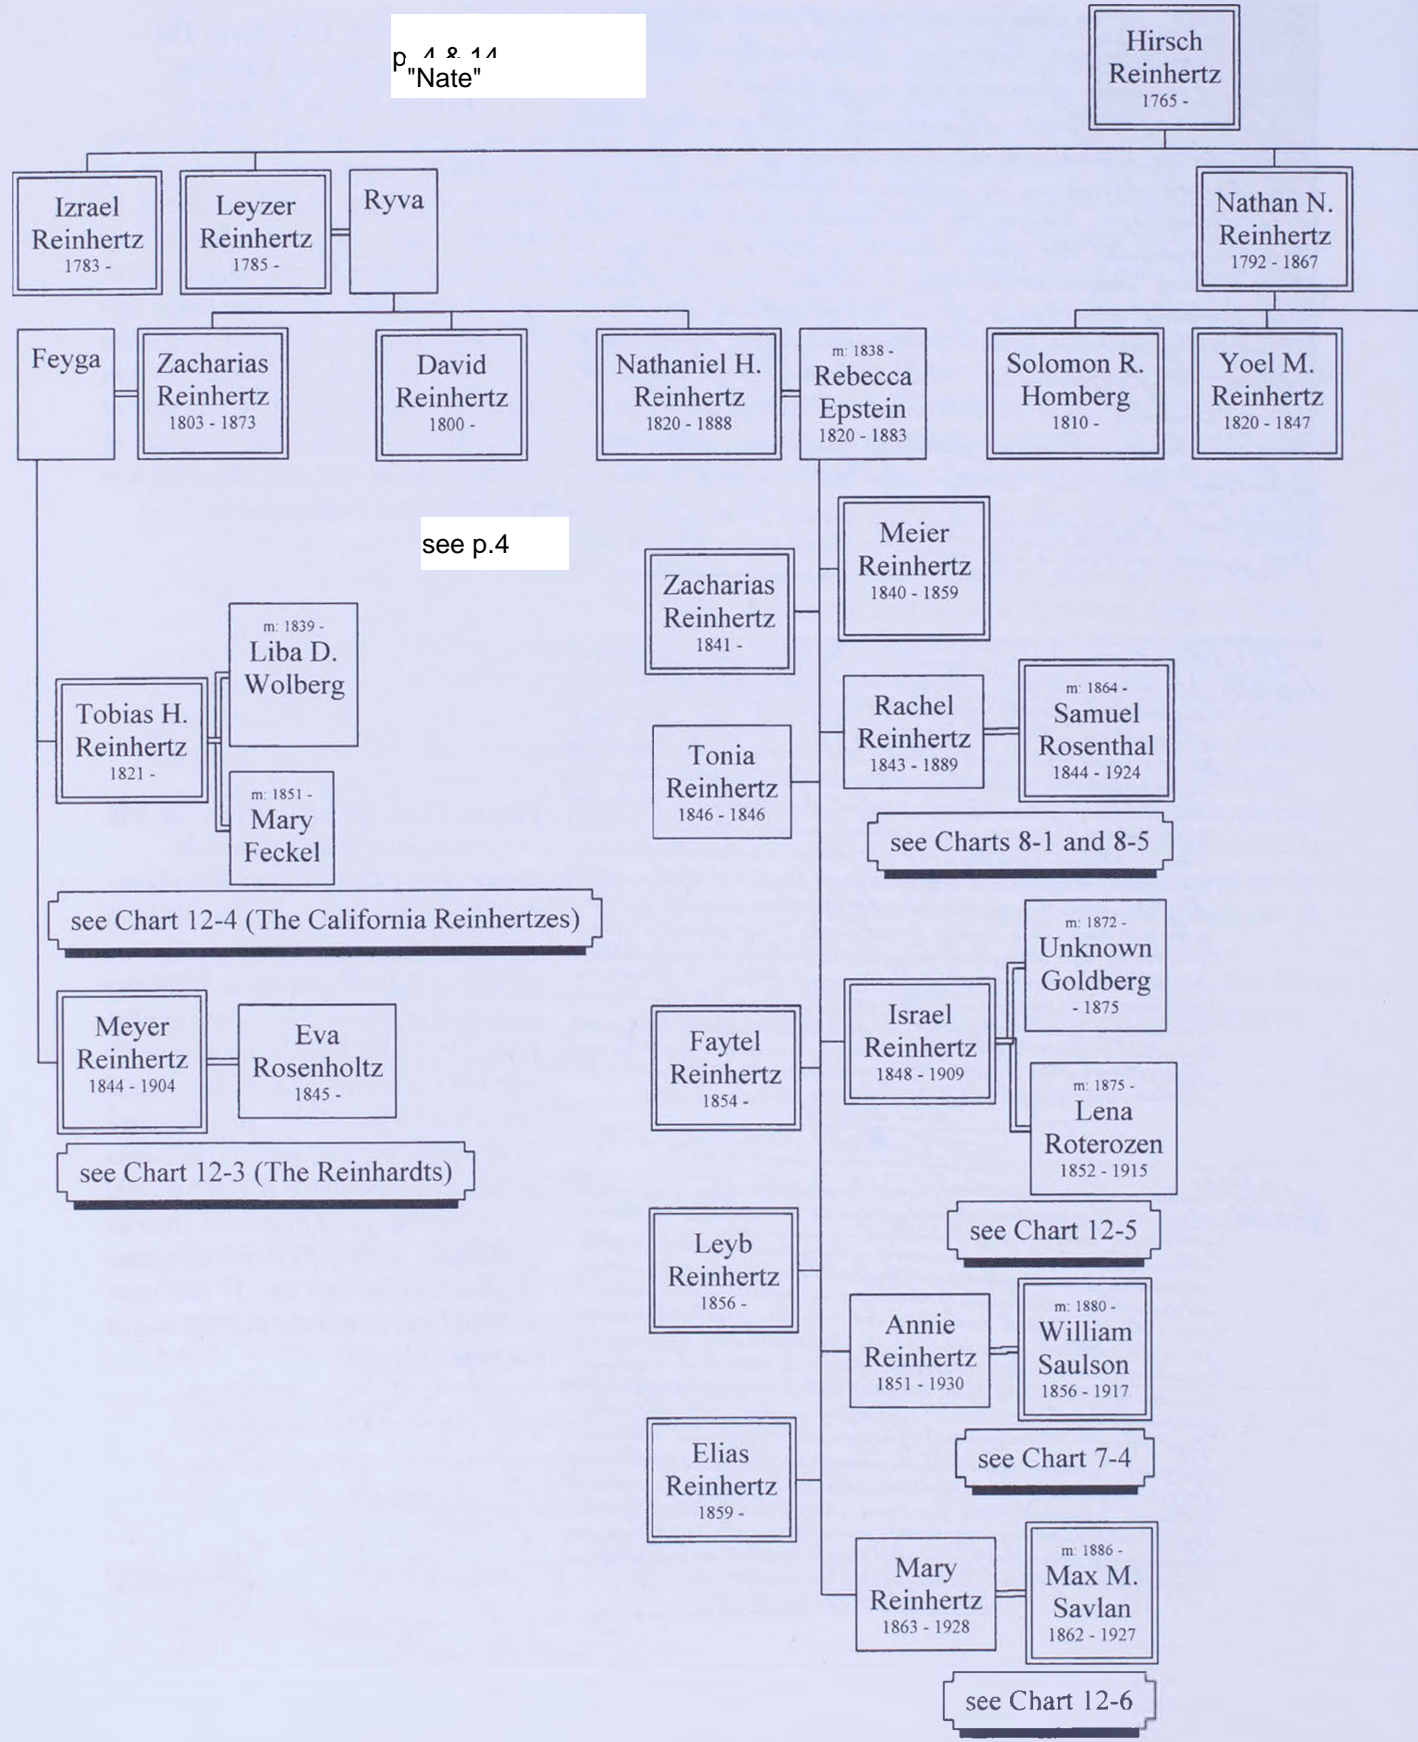 p. 4 & 14
"Nate"
Hirsch
Reinhertz
1765 -
Izrael
Reinhertz
1783 -
Leyzer
Reinhertz
1785 -
Ryva
Nathan N.
Reinhertz
1792 - 1867
Feyga
Zacharias
Reinhertz
1803 - 1873
David
Reinhertz
1800 -
Nathaniel H.
Reinhertz
1820 - 1888
m: 1838 -
Rebecca
Epstein
1820 - 1883
Solomon R.
Homberg
1810 -
Yoel M.
Reinhertz
1820 - 1847
see p.4
Meier
Reinhertz
1840 - 1859
Zacharias
Reinhertz
1841 -
m: 1839 -
Liba D.
Wolberg
Tobias H.
Reinhertz
1821 -
m: 1851 -
Mary
Feckel
see Chart 12-4 (The California Reinhertzes)
Rachel
Reinhertz
1843 - 1889
m: 1864 -
Samuel
Rosenthal
1844 - 1924
Tonia
Reinhertz
1846 - 1846
see Charts 8-1 and 8-5
Meyer
Reinhertz
1844 - 1904
Eva
Rosenholtz
1845 -
see Chart 12-3 (The Reinhardts)
m: 1872 -
Unknown
Goldberg
- 1875
Israel
Reinhertz
1848 - 1909
Faytel
Reinhertz
1854 -
m: 1875 -
Lena
Roterozen
1852 - 1915
see Chart 12-5
Leyb
Reinhertz
1856 -
Annie
Reinhertz
1851 - 1930
m: 1880 -
William
Saulson
1856 - 1917
see Chart 7-4
Elias
Reinhertz
1859 -
Mary
Reinhertz
1863 - 1928
m: 1886 -
Max M.
Savlan
1862 - 1927
see Chart 12-6